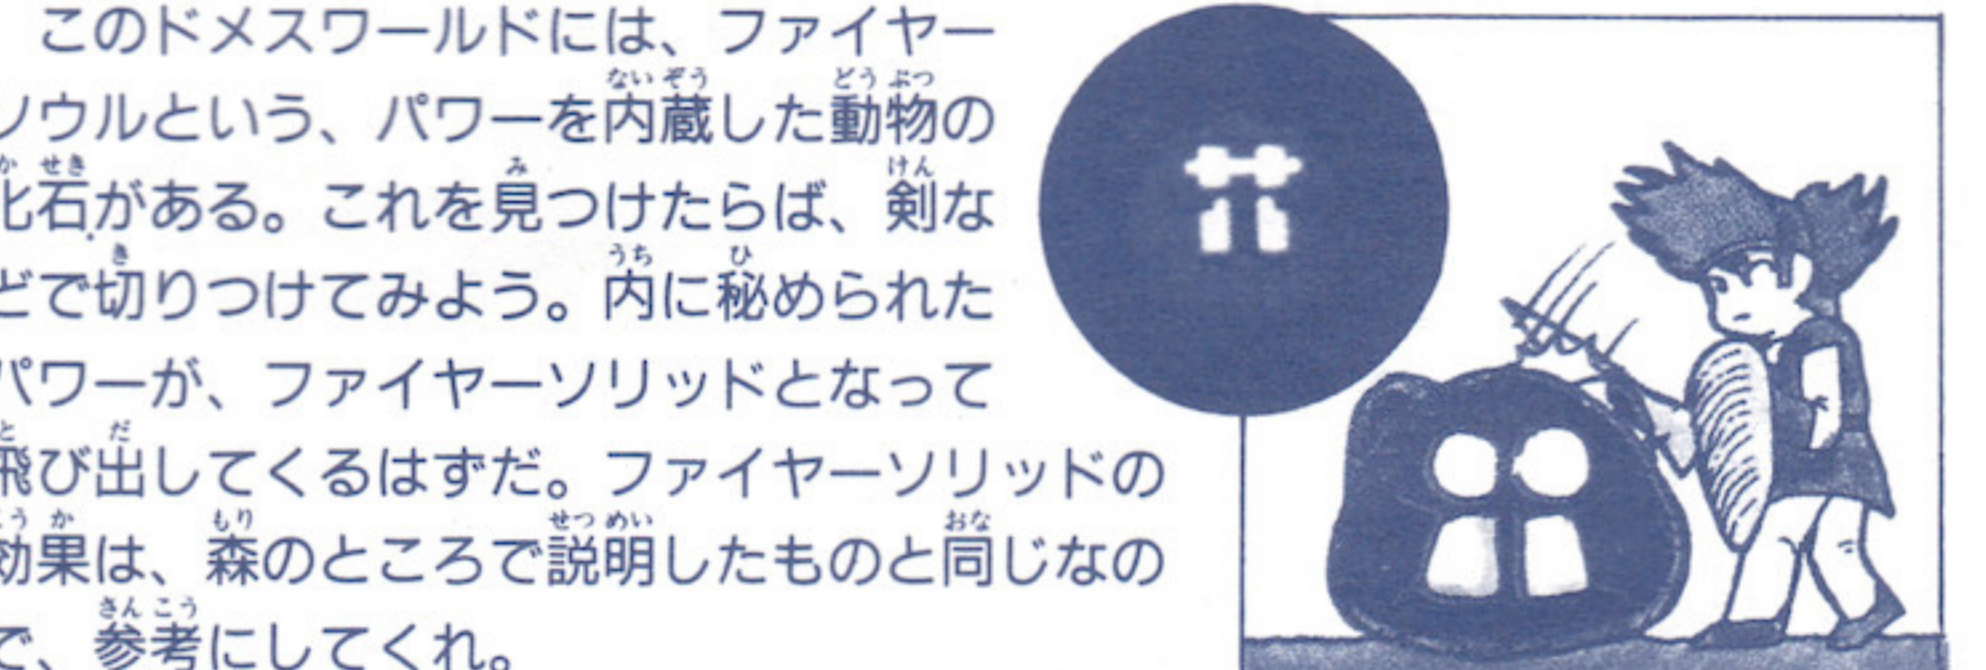 このドメスワールドには、ファイヤー
ソウルという、パワーを内蔵した動物の
化石がある。これを見つけたらば、剣な
どで切りつけてみよう。内に秘められた
パワーが、ファイヤーソリッドとなって
飛び出してくるはずだ。ファイヤーソリッドの
効果は、森のところで説明したものと同じなの
で、参考にしてくれ。